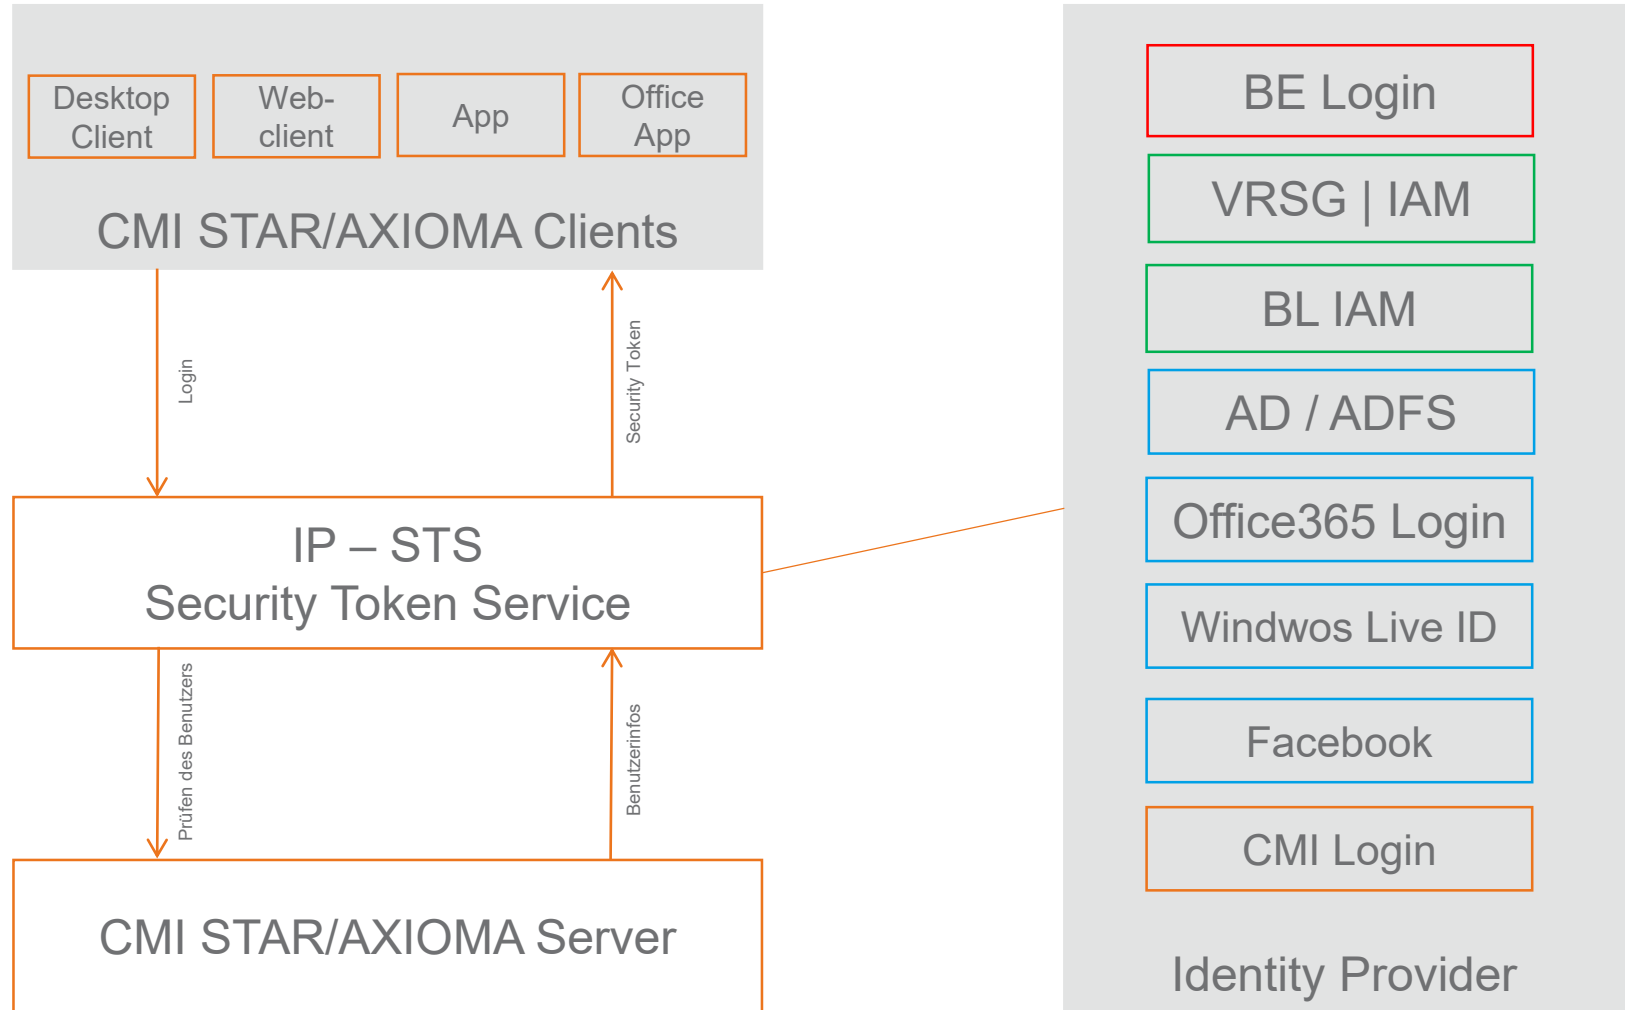 Desktop
Client
Web-
client
App
Office
App
CMI STAR/AXIOMA Clients
Login
Security Token
IP – STS
Security Token Service
Prüfen des Benutzers
Benutzerinfos
CMI STAR/AXIOMA Server
BE Login
VRSG | IAM
BL IAM
AD / ADFS
Office365 Login
Windwos Live ID
Facebook
CMI Login
Identity Provider